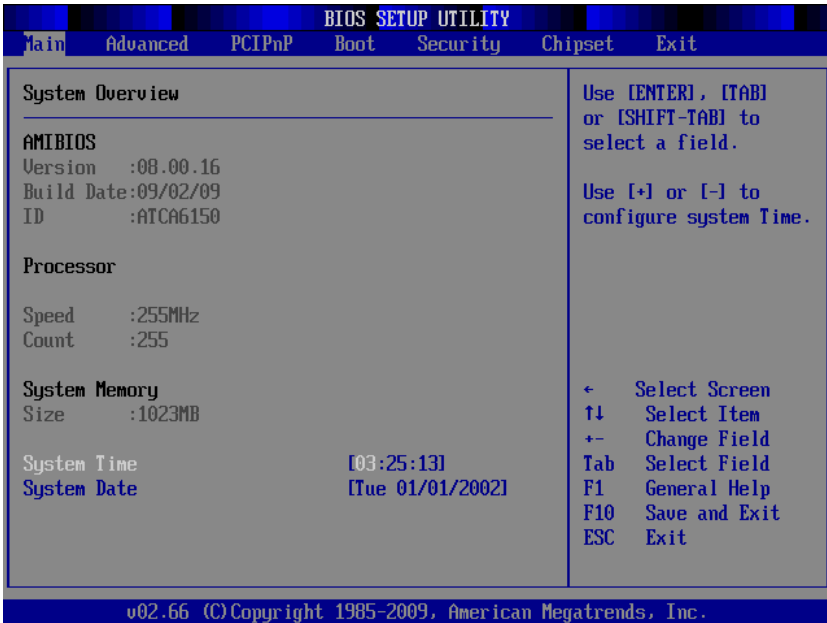 BIOS SETUP UTILITY
Main Advanced PCIPnP Boot Security Chipset Exit
System Overview
AMIBIOS
Version :08.00.16
Build Date:09/02/09
ID :ATCA6150
Processor
Speed :255MHz
Count :255
System Memory
Size :1023MB
System Time [03:25:13]
System Date [Tue 01/01/2002]
Use [ENTER], [TAB]
or [SHIFT-TAB] to
select a field.
Use [+] or [-] to
configure system Time.
← Select Screen
↑↓ Select Item
+- Change Field
Tab Select Field
F1 General Help
F10 Save and Exit
ESC Exit
v02.66 (C)Copyright 1985-2009, American Megatrends, Inc.